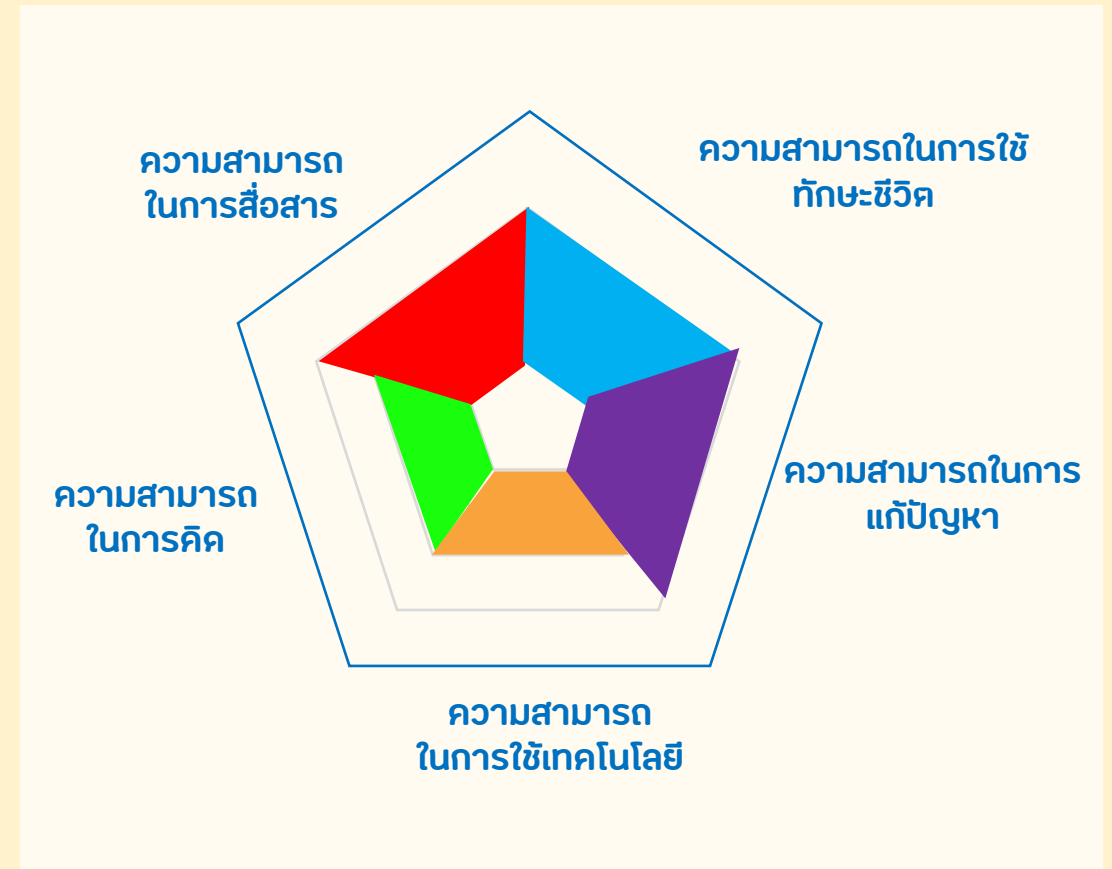 ความสามารถ
ในการสื่อสาร
ความสามารถในการใช้
ทักษะชีวิต
ความสามารถในการ
แก้ปัญหา
ความสามารถ
ในการคิด
ความสามารถ
ในการใช้เทคโนโลยี